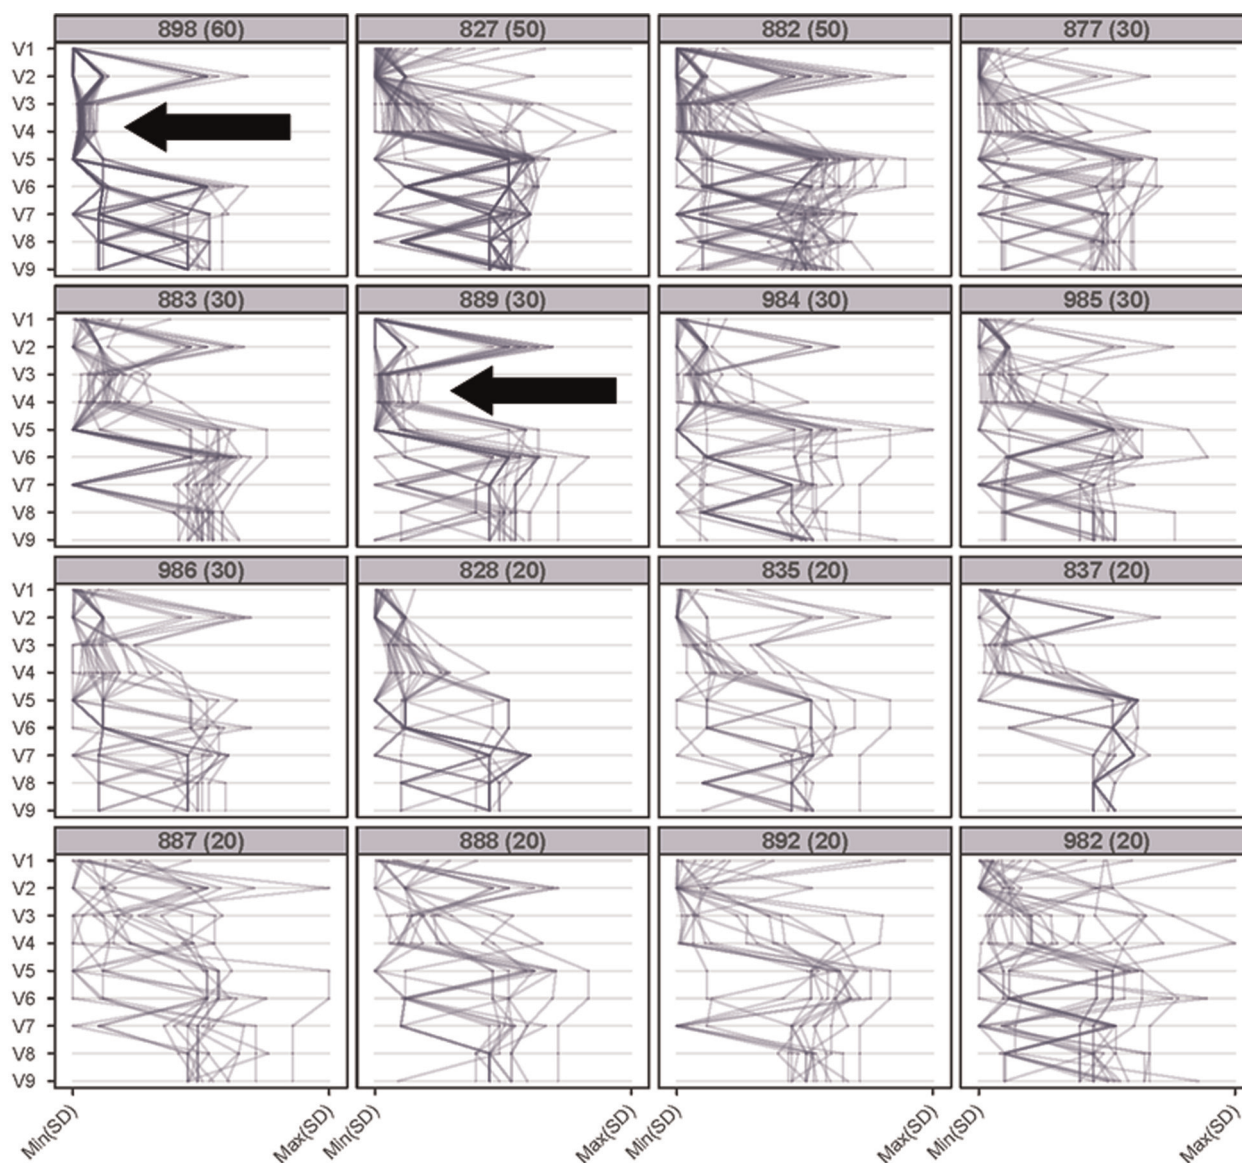 898 (60) 827 (50) 882 (50) 877 (30)
V1
V2
V3
V4
V5
V6
V7
V8
V9
883 (30) 889 (30) 984 (30) 985 (30)
V1
V2
V3
V4
V5
V6
V7
V8
V9
986 (30) 828 (20) 835 (20) 837 (20)
V1
V2
V3
V4
V5
V6
V7
V8
V9
887 (20) 888 (20) 892 (20) 982 (20)
V1
V2
V3
V4
V5
V6
V7
V8
V9
Min(SD) Max(SD) Min(SD) Max(SD) Min(SD) Max(SD) Min(SD) Max(SD)